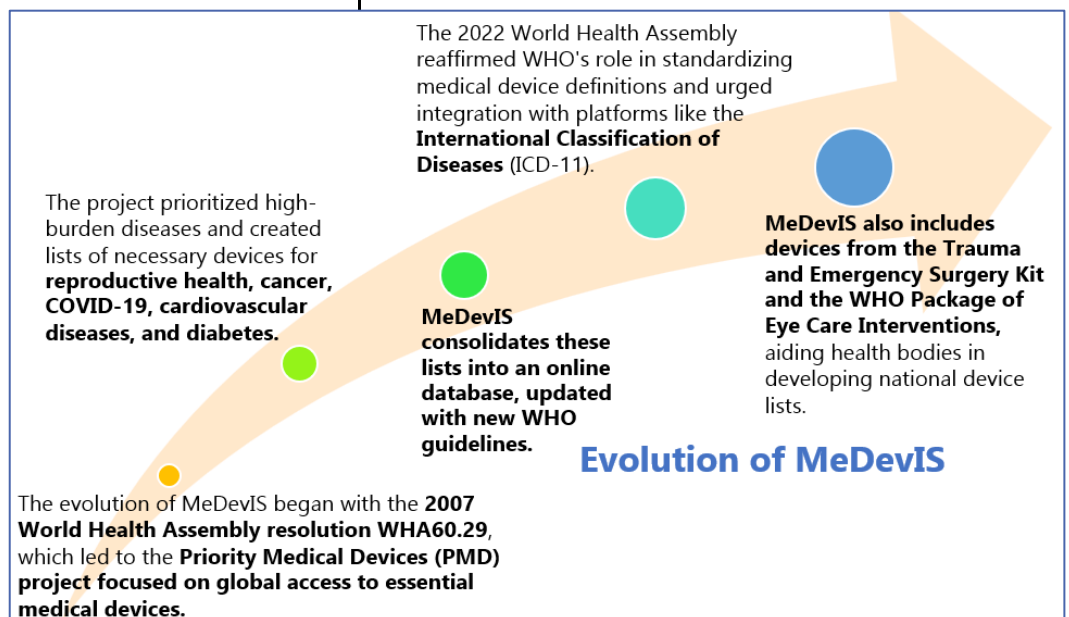 The 2022 World Health Assembly
reaffirmed WHO's role in standardizing
medical device definitions and urged
integration with platforms like the
International Classification of
Diseases (ICD-11).
The project prioritized high-
burden diseases and created
lists of necessary devices for
reproductive health, cancer,
COVID-19, cardiovascular
diseases, and diabetes.
MeDevIS also includes
devices from the Trauma
and Emergency Surgery Kit
and the WHO Package of
Eye Care Interventions,
aiding health bodies in
developing national device
lists.
MeDevIS
consolidates these
lists into an online
database, updated
with new WHO
guidelines.
Evolution of MeDevIS
The evolution of MeDevIS began with the 2007
World Health Assembly resolution WHA60.29,
which led to the Priority Medical Devices (PMD)
project focused on global access to essential
medical devices.